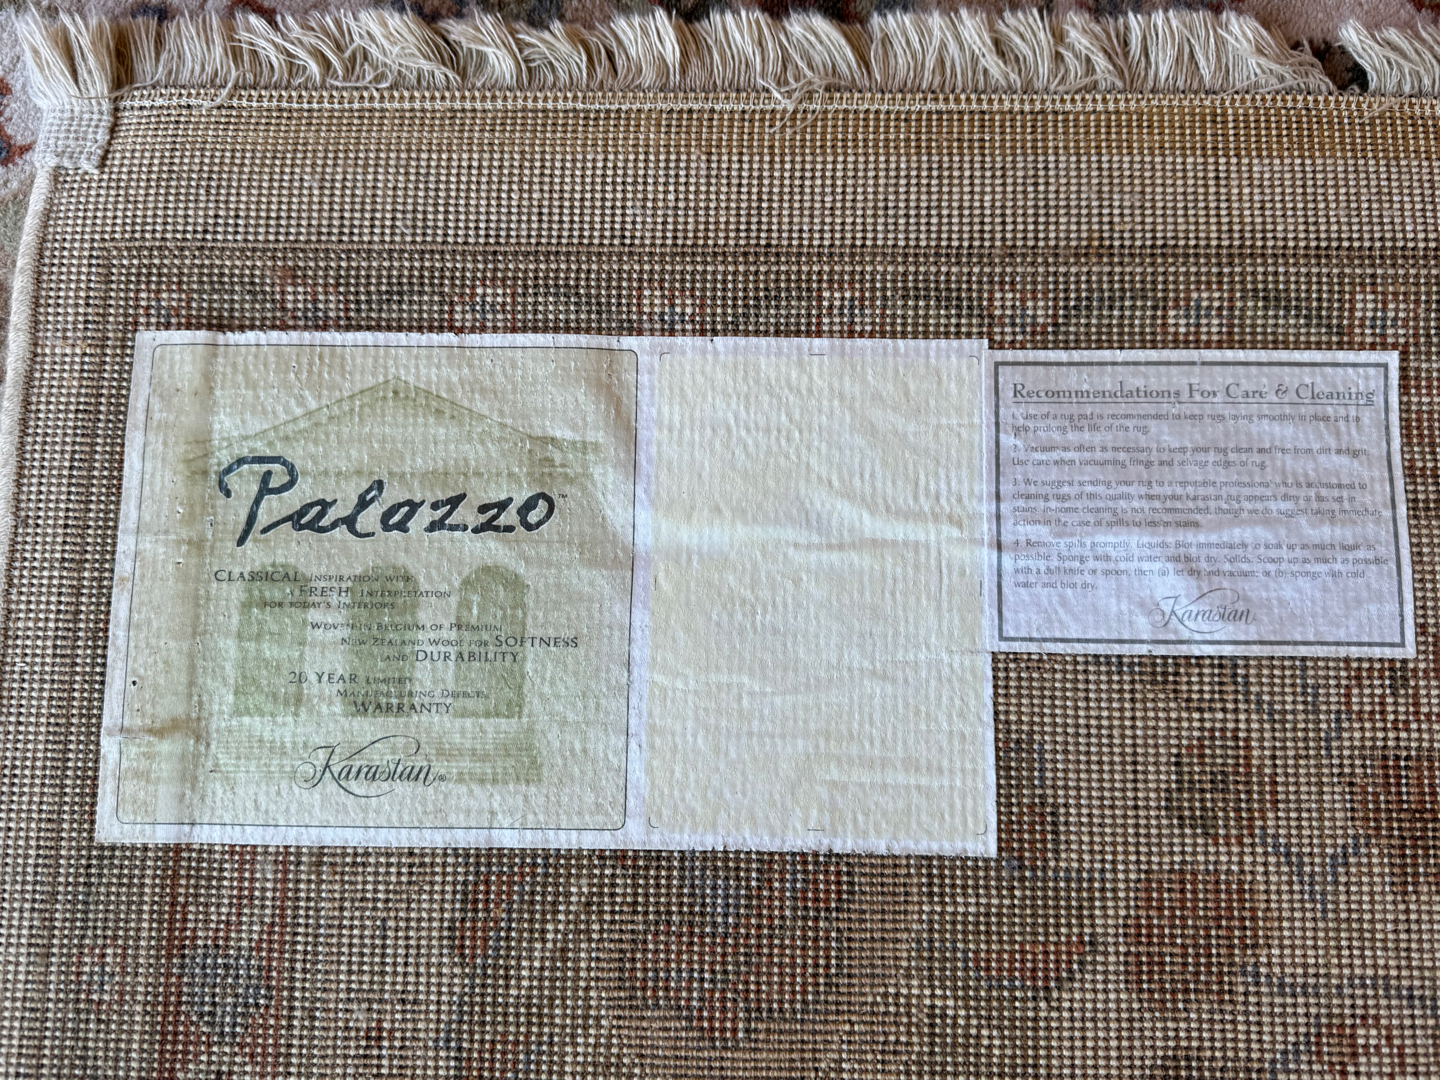 Palazzo™
CLASSICAL INSPIRATION WITH
A FRESH INTERPRETATION
FOR TODAY'S INTERIORS
WOVEN IN BELGIUM OF PREMIUM
NEW ZEALAND WOOL FOR SOFTNESS
AND DURABILITY
20 YEAR LIMITED
MANUFACTURING DEFECTS
WARRANTY
Karastan®
Recommendations For Care & Cleaning
1. Use of a rug pad is recommended to keep rugs laying smoothly in place and to
help prolong the life of the rug.
2. Vacuum as often as necessary to keep your rug clean and free from dirt and grit.
Use care when vacuuming fringe and selvage edges of rug.
3. We suggest sending your rug to a reputable professional who is accustomed to
cleaning rugs of this quality when your Karastan rug appears dirty or has set-in
stains. In-home cleaning is not recommended, though we do suggest taking immediate
action in the case of spills to lessen stains.
4. Remove spills promptly. Liquids: Blot immediately to soak up as much liquid as
possible. Sponge with cold water and blot dry. Solids: Scoop up as much as possible
with a dull knife or spoon, then (a) let dry and vacuum; or (b) sponge with cold
water and blot dry.
Karastan